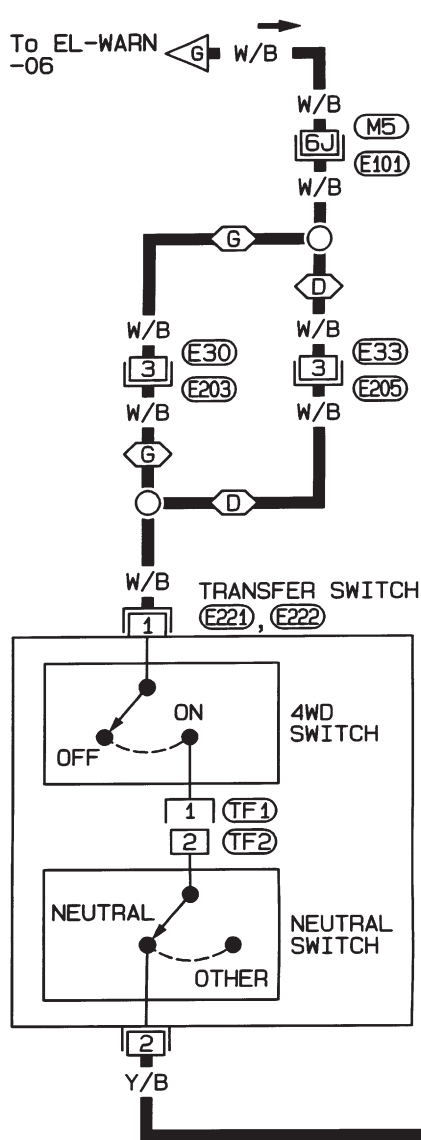 To EL-WARN
-06
G W/B
W/B
6J M5
E101
W/B
G
D
W/B W/B
3 E30 3 E33
E203 E205
W/B W/B
G
D
W/B
TRANSFER SWITCH
1 E221, E222
4WD
SWITCH
ON
OFF
1 TF1
2 TF2
NEUTRAL
NEUTRAL
SWITCH
OTHER
2
Y/B